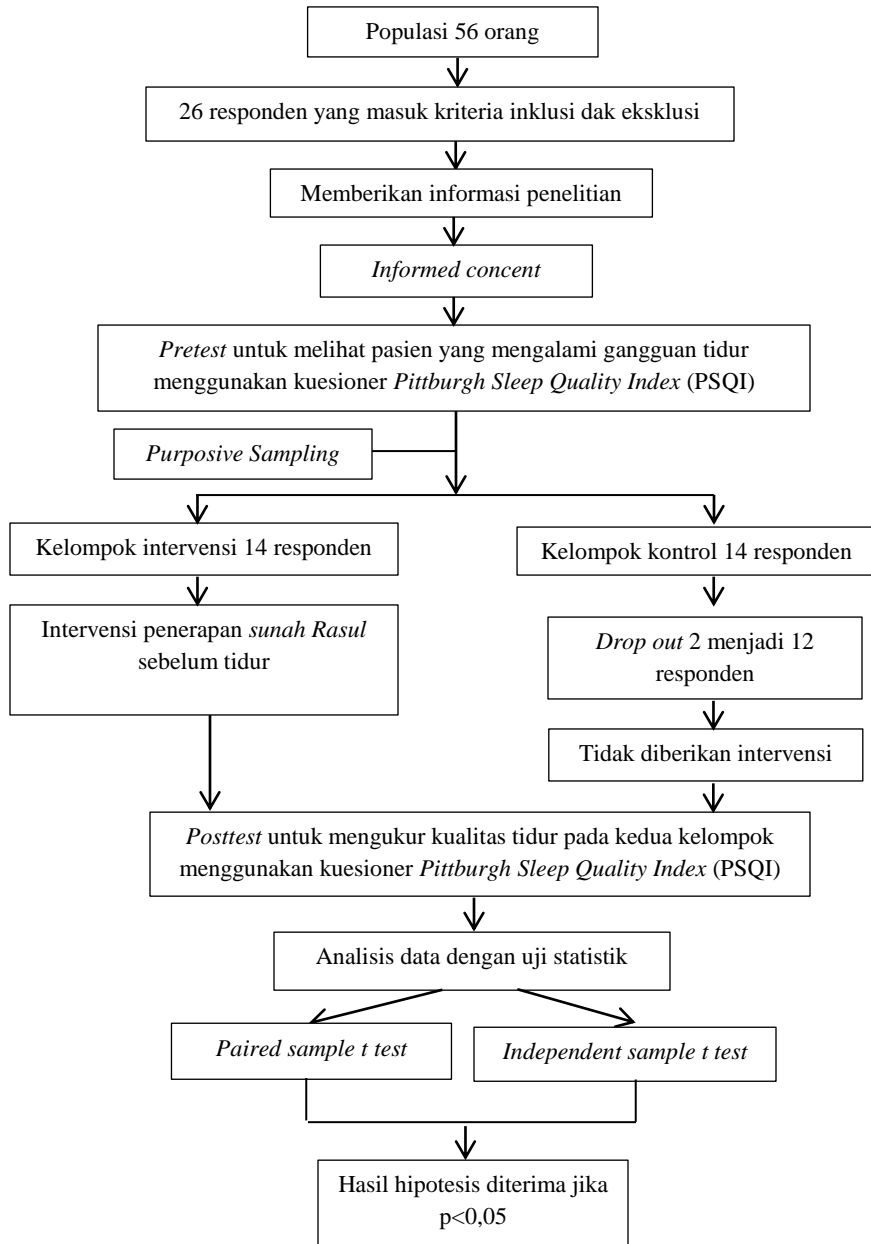 Populasi 56 orang
26 responden yang masuk kriteria inklusi dak eksklusi
Memberikan informasi penelitian
Informed concent
Pretest untuk melihat pasien yang mengalami gangguan tidur
menggunakan kuesioner Pittburgh Sleep Quality Index (PSQI)
Purposive Sampling
Kelompok intervensi 14 responden
Kelompok kontrol 14 responden
Intervensi penerapan sunah Rasul
sebelum tidur
Drop out 2 menjadi 12
responden
Tidak diberikan intervensi
Posttest untuk mengukur kualitas tidur pada kedua kelompok
menggunakan kuesioner Pittburgh Sleep Quality Index (PSQI)
Analisis data dengan uji statistik
Paired sample t test
Independent sample t test
Hasil hipotesis diterima jika
p<0,05